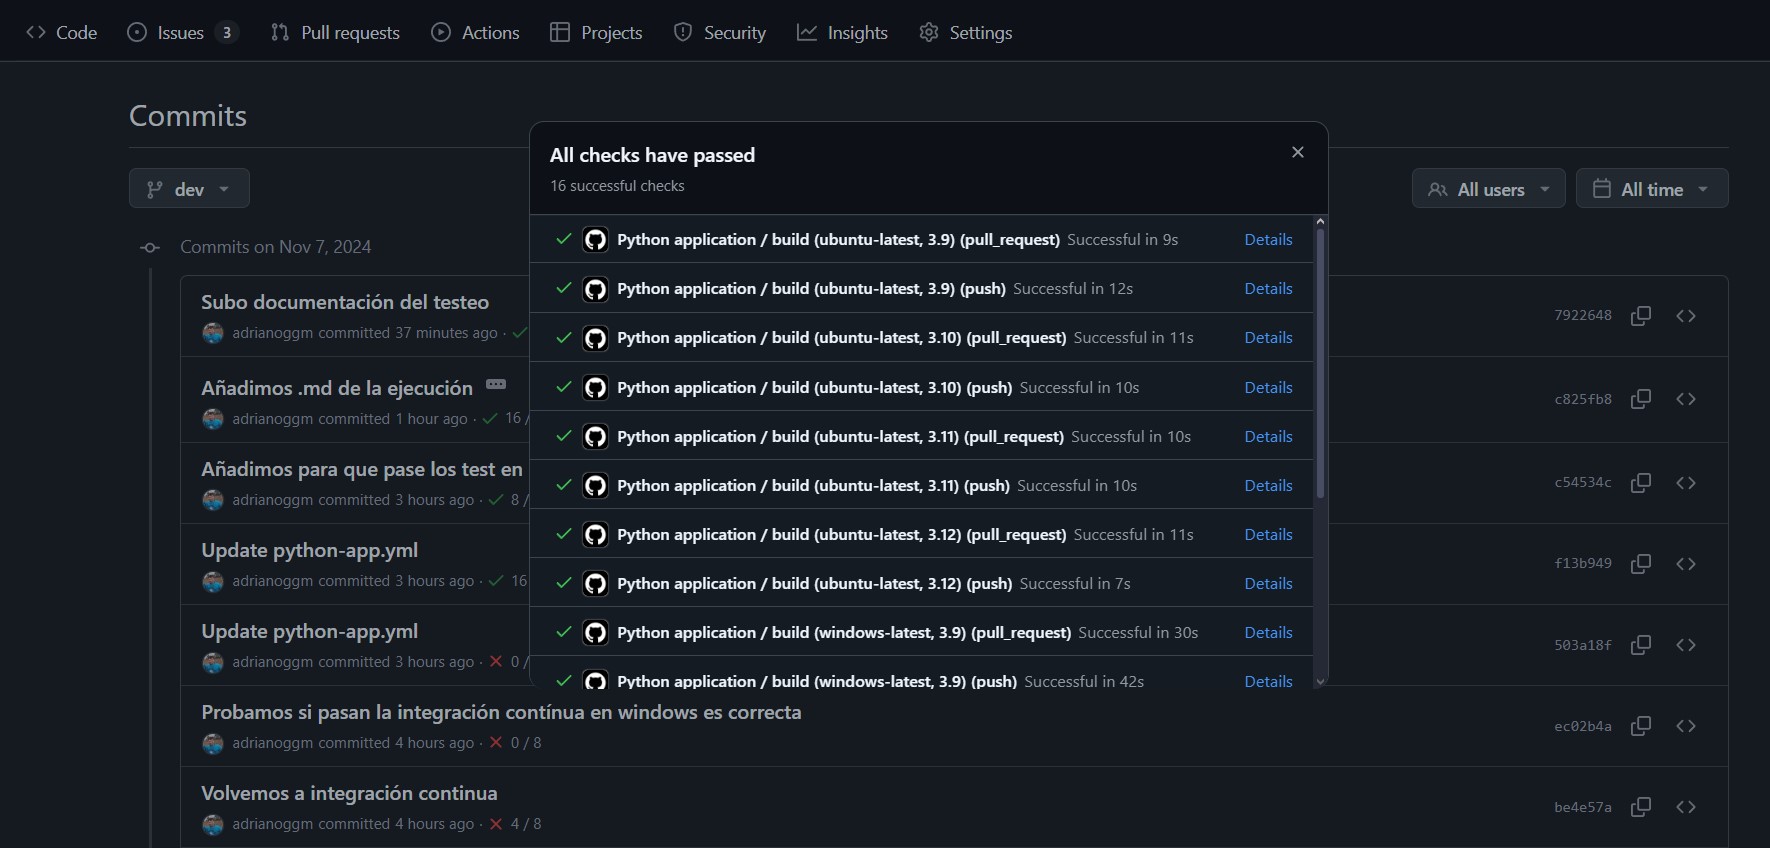 Code Issues 3 Pull requests Actions Projects Security Insights Settings
Commits
dev All users All time
Commits on Nov 7, 2024
All checks have passed
16 successful checks
Python application / build (ubuntu-latest, 3.9) (pull_request) Successful in 9s Details
Python application / build (ubuntu-latest, 3.9) (push) Successful in 12s Details
Python application / build (ubuntu-latest, 3.10) (pull_request) Successful in 11s Details
Python application / build (ubuntu-latest, 3.10) (push) Successful in 10s Details
Python application / build (ubuntu-latest, 3.11) (pull_request) Successful in 10s Details
Python application / build (ubuntu-latest, 3.11) (push) Successful in 10s Details
Python application / build (ubuntu-latest, 3.12) (pull_request) Successful in 11s Details
Python application / build (ubuntu-latest, 3.12) (push) Successful in 7s Details
Python application / build (windows-latest, 3.9) (pull_request) Successful in 30s Details
Python application / build (windows-latest, 3.9) (push) Successful in 42s Details
Subo documentación del testeo
adrianoggm committed 37 minutes ago ·
7922648
Añadimos .md de la ejecución
adrianoggm committed 1 hour ago · 16 /
c825fb8
Añadimos para que pase los test en
adrianoggm committed 3 hours ago · 8 /
c54534c
Update python-app.yml
adrianoggm committed 3 hours ago · 16
f13b949
Update python-app.yml
adrianoggm committed 3 hours ago · 0 /
503a18f
Probamos si pasan la integración contínua en windows es correcta
adrianoggm committed 4 hours ago · 0 / 8
ec02b4a
Volvemos a integración continua
adrianoggm committed 4 hours ago · 4 / 8
be4e57a